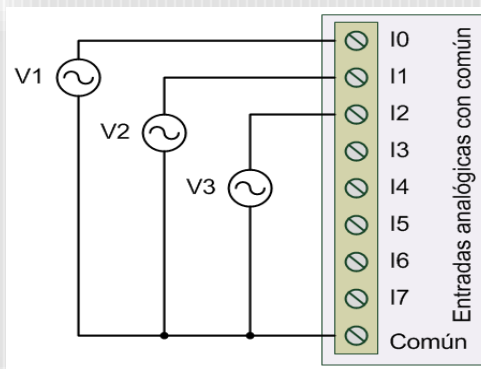 V1
V2
V3
I0
I1
I2
I3
I4
I5
I6
I7
Común
Entradas analógicas con común